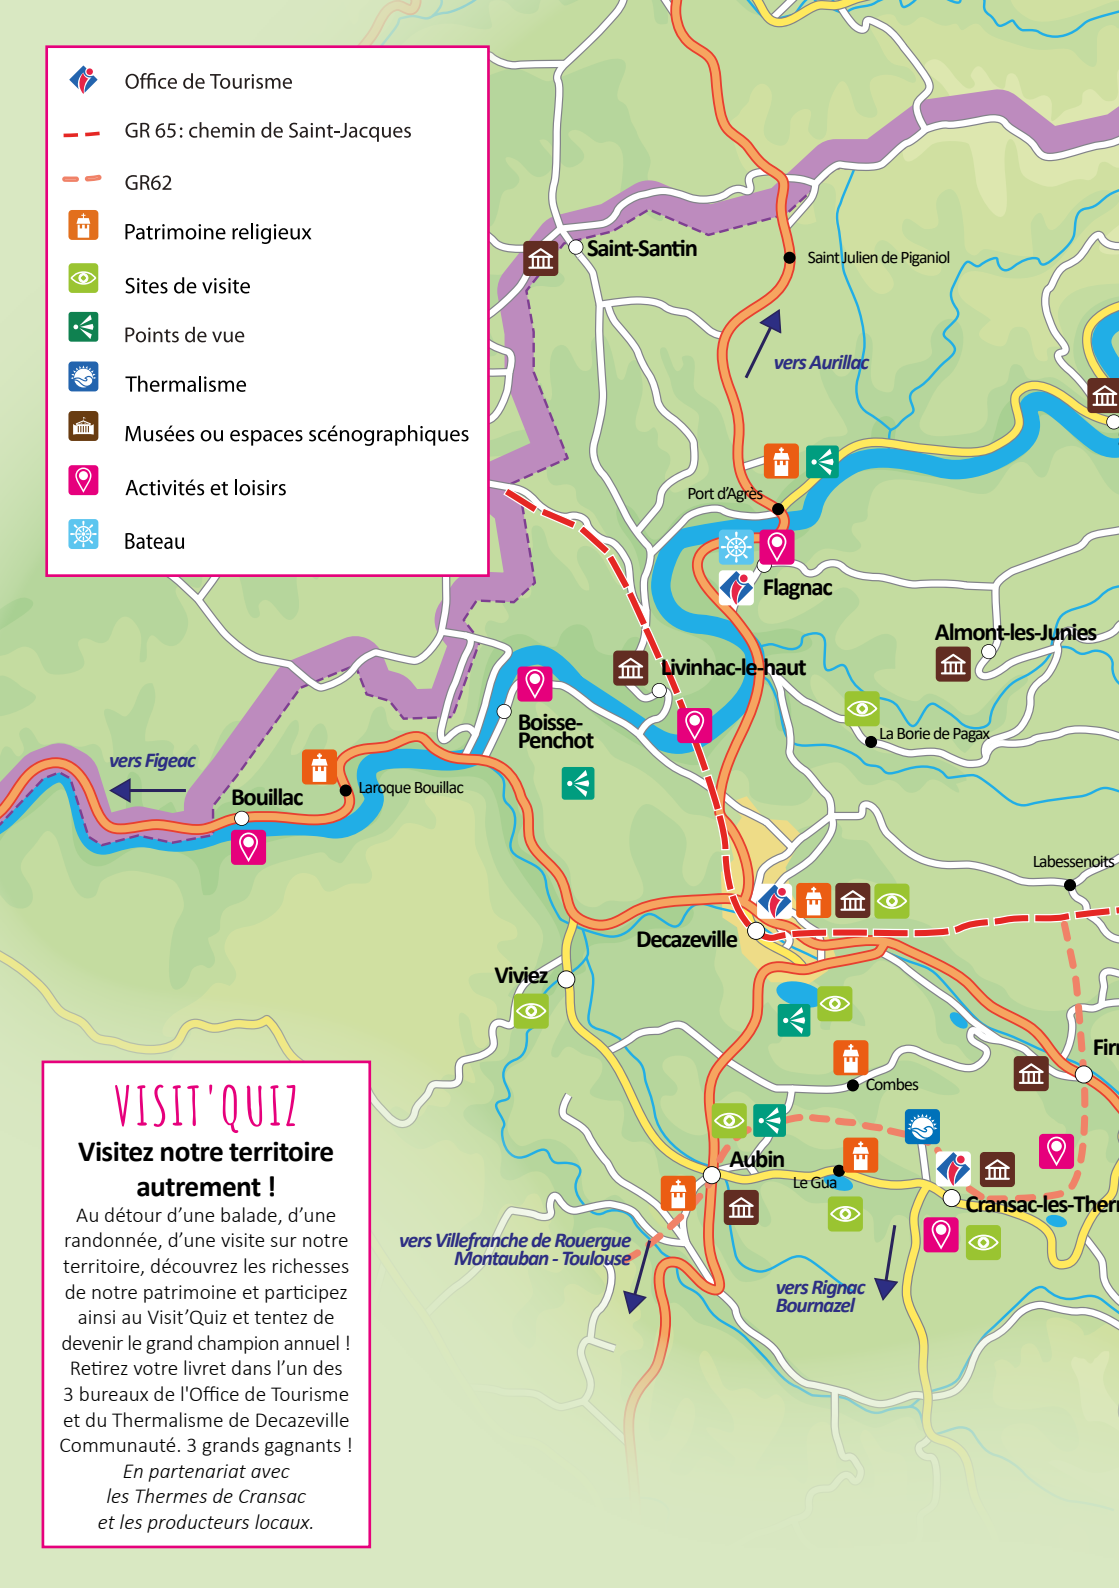 Office de Tourisme
GR 65: chemin de Saint-Jacques
GR62
Patrimoine religieux
Sites de visite
Points de vue
Thermalisme
Musées ou espaces scénographiques
Activités et loisirs
Bateau
Saint-Santin
Saint Julien de Piganiol
vers Aurillac
Port d'Agrès
Flagnac
Almont-les-Junies
Livinhac-le-haut
Boisse-
Penchot
La Borie de Pagax
vers Figeac
Bouillac
Laroque Bouillac
Labessenoits
Decazeville
Viviez
Combes
Firm
Aubin
Le Gua
Cransac-les-Therm
vers Villefranche de Rouergue
Montauban - Toulouse
vers Rignac
Bournazel
VISIT'QUIZ
Visitez notre territoire
autrement !
Au détour d'une balade, d'une
randonnée, d'une visite sur notre
territoire, découvrez les richesses
de notre patrimoine et participez
ainsi au Visit'Quiz et tentez de
devenir le grand champion annuel !
Retirez votre livret dans l'un des
3 bureaux de l'Office de Tourisme
et du Thermalisme de Decazeville
Communauté. 3 grands gagnants !
En partenariat avec
les Thermes de Cransac
et les producteurs locaux.